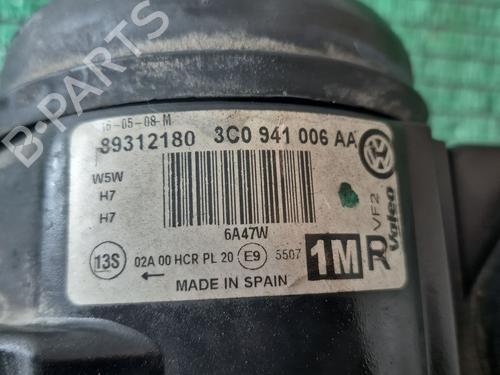 16-05-08-M
89312180 3C0 941 006 AA
W5W
H7
H7
6A47W
VF2
Valeo
13S 02A 00 HCR PL 20 E9 5507
1M R
MADE IN SPAIN
B-PARTS